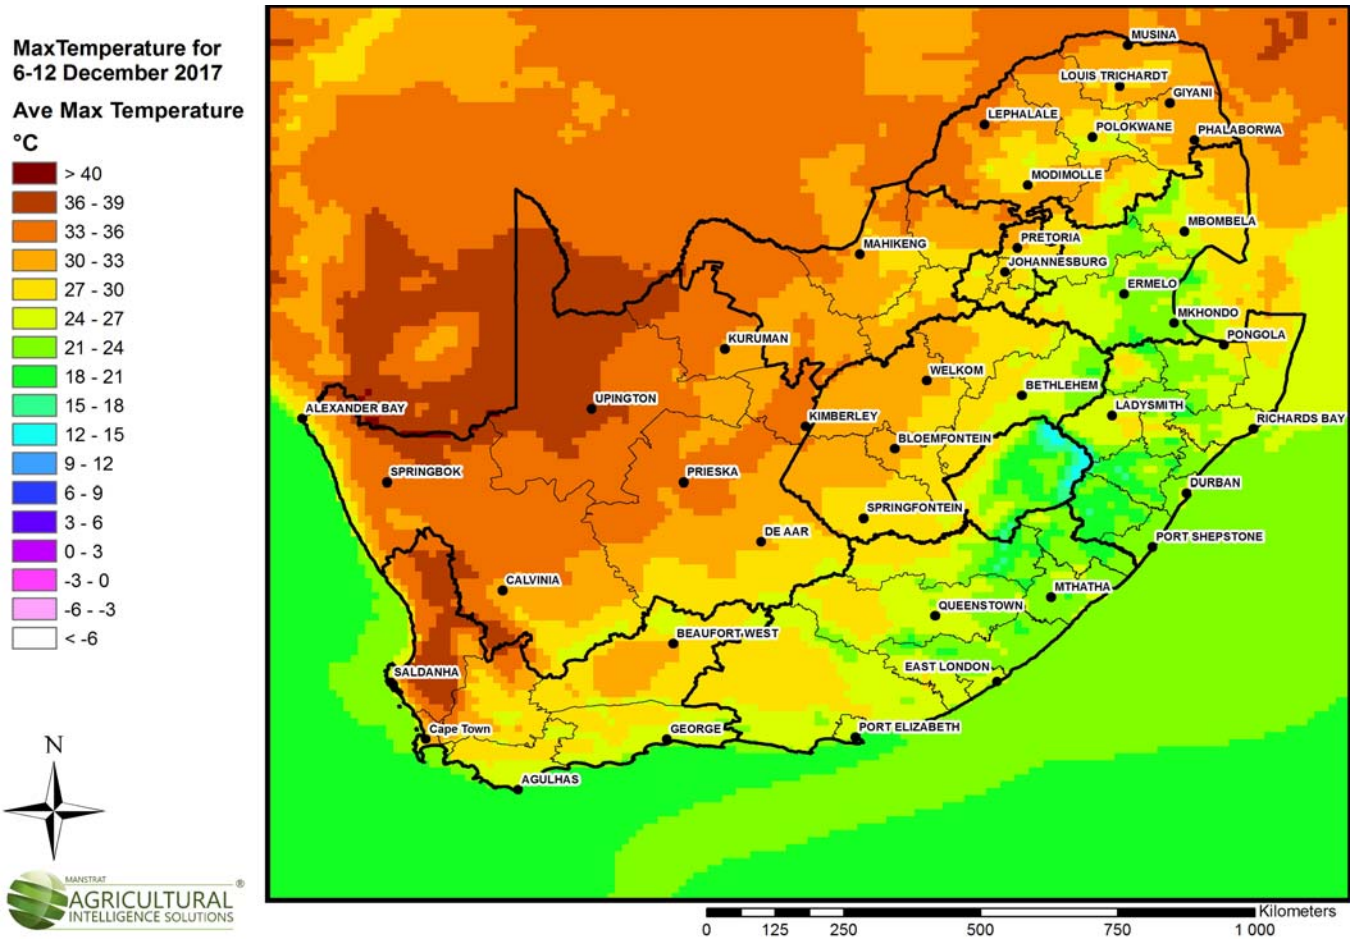 MaxTemperature for
6-12 December 2017
Ave Max Temperature
°C
> 40
36 - 39
33 - 36
30 - 33
27 - 30
24 - 27
21 - 24
18 - 21
15 - 18
12 - 15
9 - 12
6 - 9
3 - 6
0 - 3
-3 - 0
-6 - -3
< -6
N
MANSTRAT
AGRICULTURAL ®
INTELLIGENCE SOLUTIONS
MUSINA
LOUIS TRICHARDT
GIYANI
LEPHALALE
POLOKWANE
PHALABORWA
MODIMOLLE
MBOMBELA
PRETORIA
MAHIKENG
JOHANNESBURG
ERMELO
MKHONDO
PONGOLA
KURUMAN
WELKOM
BETHLEHEM
UPINGTON
ALEXANDER BAY
KIMBERLEY
LADYSMITH
RICHARDS BAY
BLOEMFONTEIN
SPRINGBOK
PRIESKA
DURBAN
SPRINGFONTEIN
DE AAR
PORT SHEPSTONE
CALVINIA
MTHATHA
QUEENSTOWN
BEAUFORT-WEST
EAST LONDON
SALDANHA
Cape Town
GEORGE
PORT ELIZABETH
AGULHAS
Kilometers
0 125 250 500 750 1 000